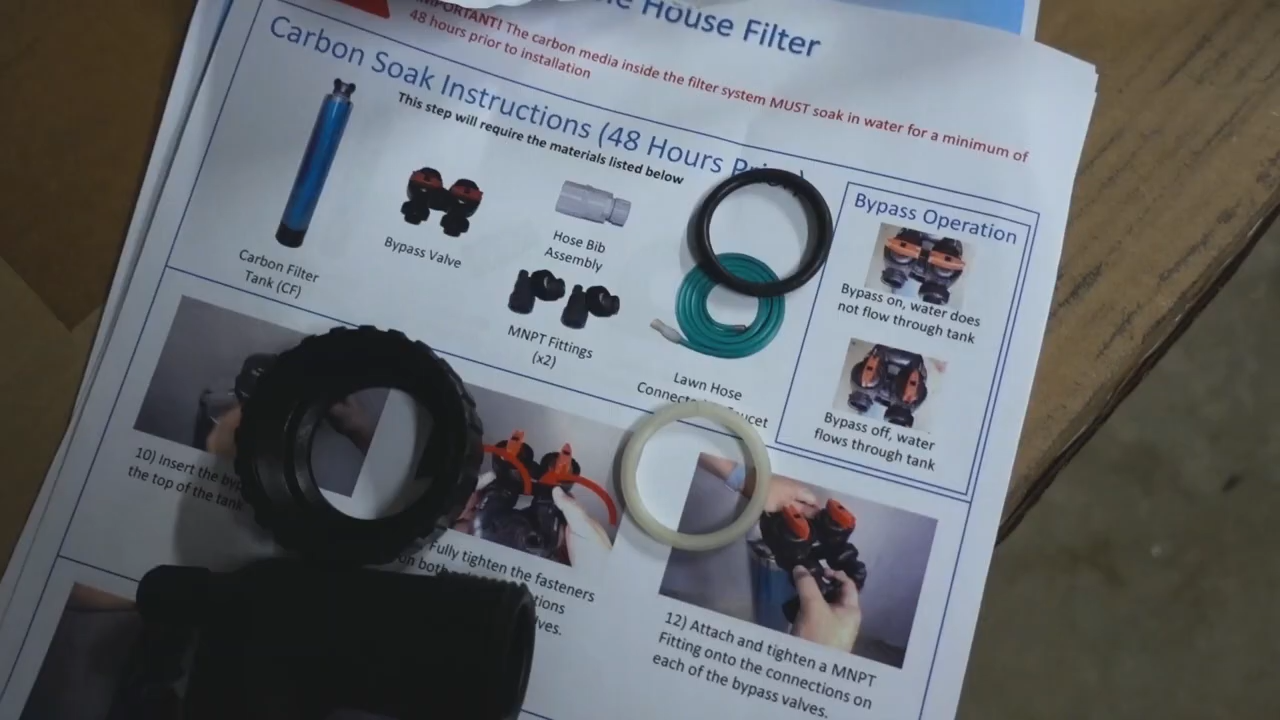 House Filter
IMPORTANT! The carbon media inside the filter system MUST soak in water for a minimum of
48 hours prior to installation
Carbon Soak Instructions (48 Hours
This step will require the materials listed below
Carbon Filter
Tank (CF)
Bypass Valve
Hose Bib
Assembly
MNPT Fittings
(x2)
Lawn Hose
Bypass Operation
Bypass on, water does
not flow through tank
Bypass off, water
flows through tank
10) Insert the
the top of the tank
Fully tighten the fasteners
on both
12) Attach and tighten a MNPT
Fitting onto the connections on
each of the bypass valves.